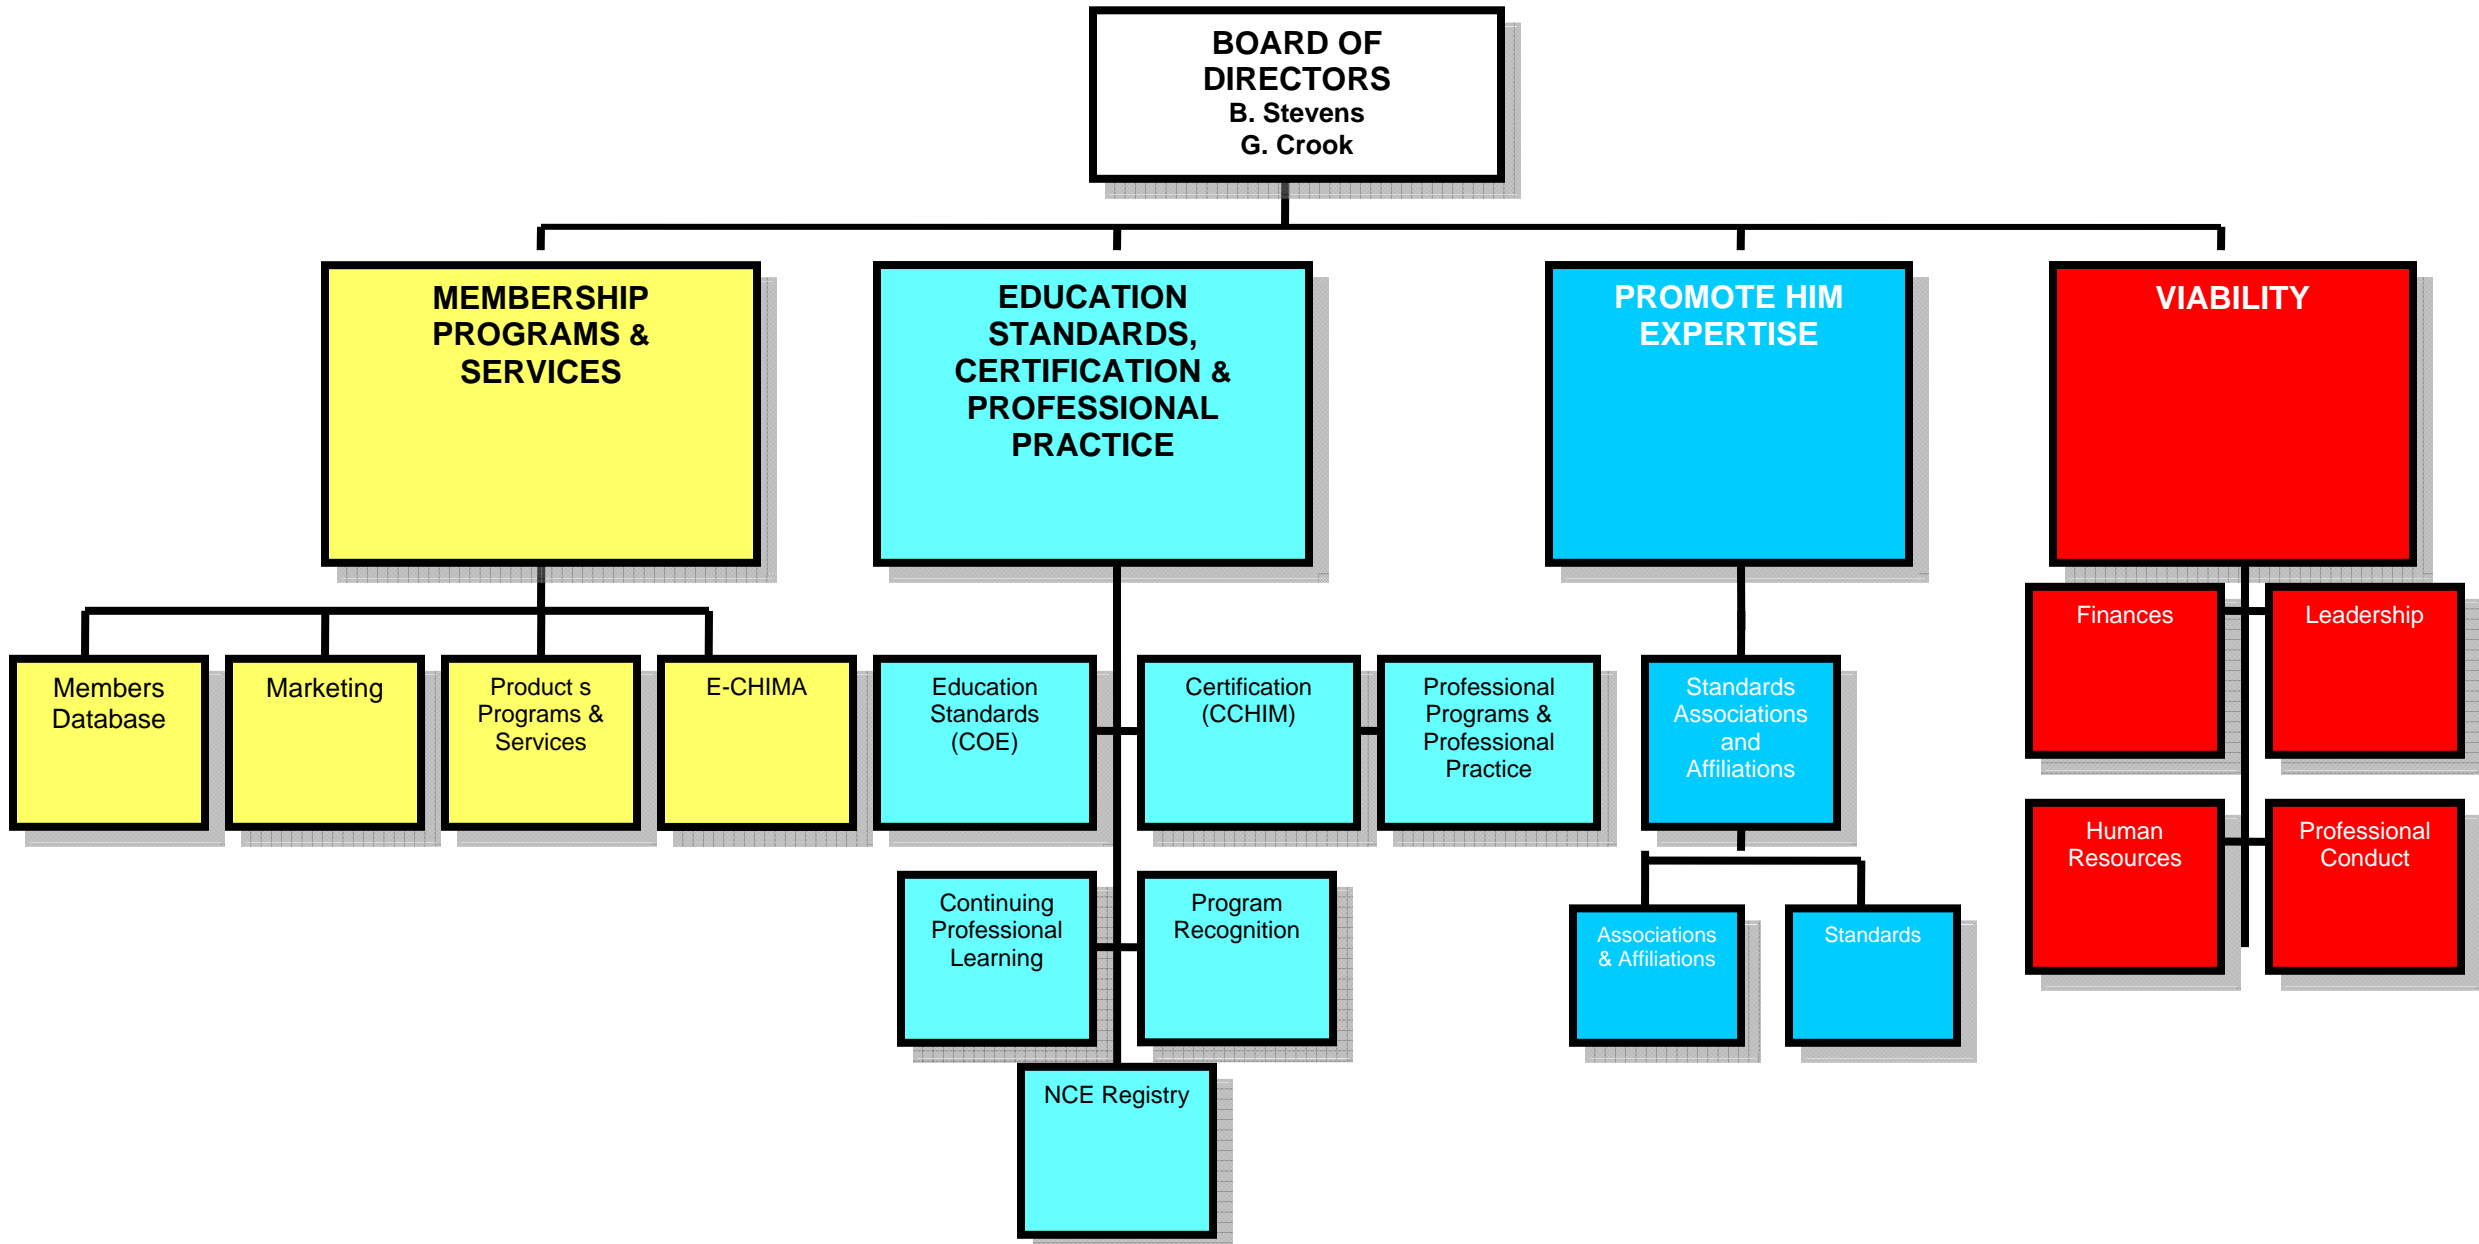 BOARD OF
DIRECTORS
B. Stevens
G. Crook
MEMBERSHIP
PROGRAMS &
SERVICES
EDUCATION
STANDARDS,
CERTIFICATION &
PROFESSIONAL
PRACTICE
PROMOTE HIM
EXPERTISE
VIABILITY
Members
Database
Marketing
Product s
Programs &
Services
E-CHIMA
Education
Standards
(COE)
Certification
(CCHIM)
Professional
Programs &
Professional
Practice
Continuing
Professional
Learning
Program
Recognition
NCE Registry
Standards
Associations
and
Affiliations
Associations
& Affiliations
Standards
Finances
Leadership
Human
Resources
Professional
Conduct